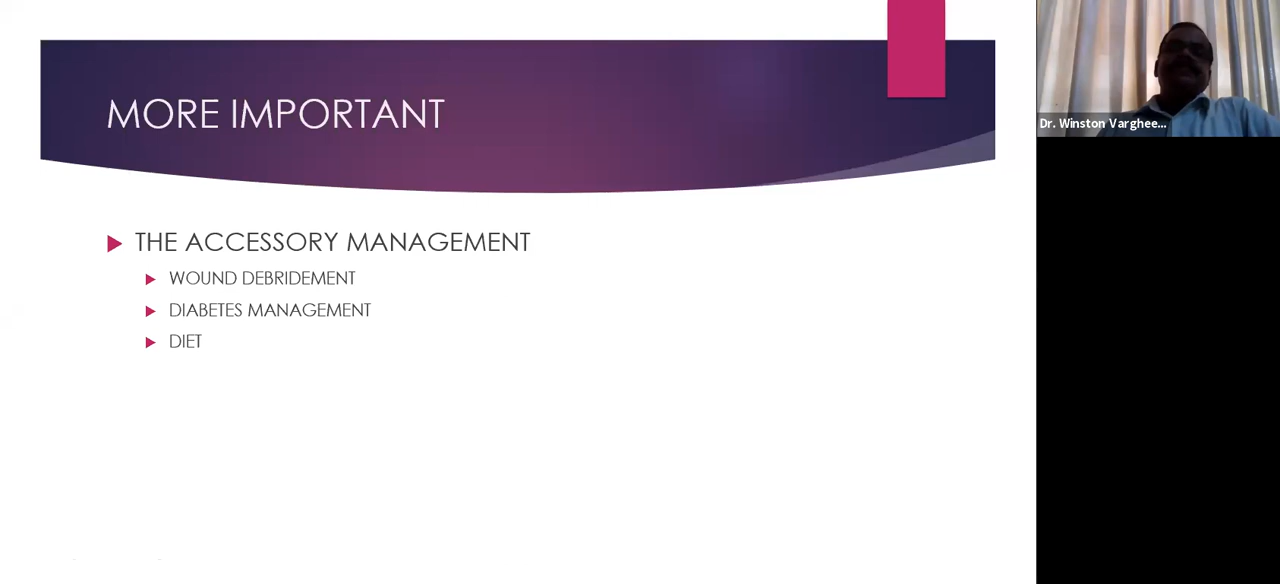 MORE IMPORTANT
THE ACCESSORY MANAGEMENT
WOUND DEBRIDEMENT
DIABETES MANAGEMENT
DIET
Dr. Winston Varghee...